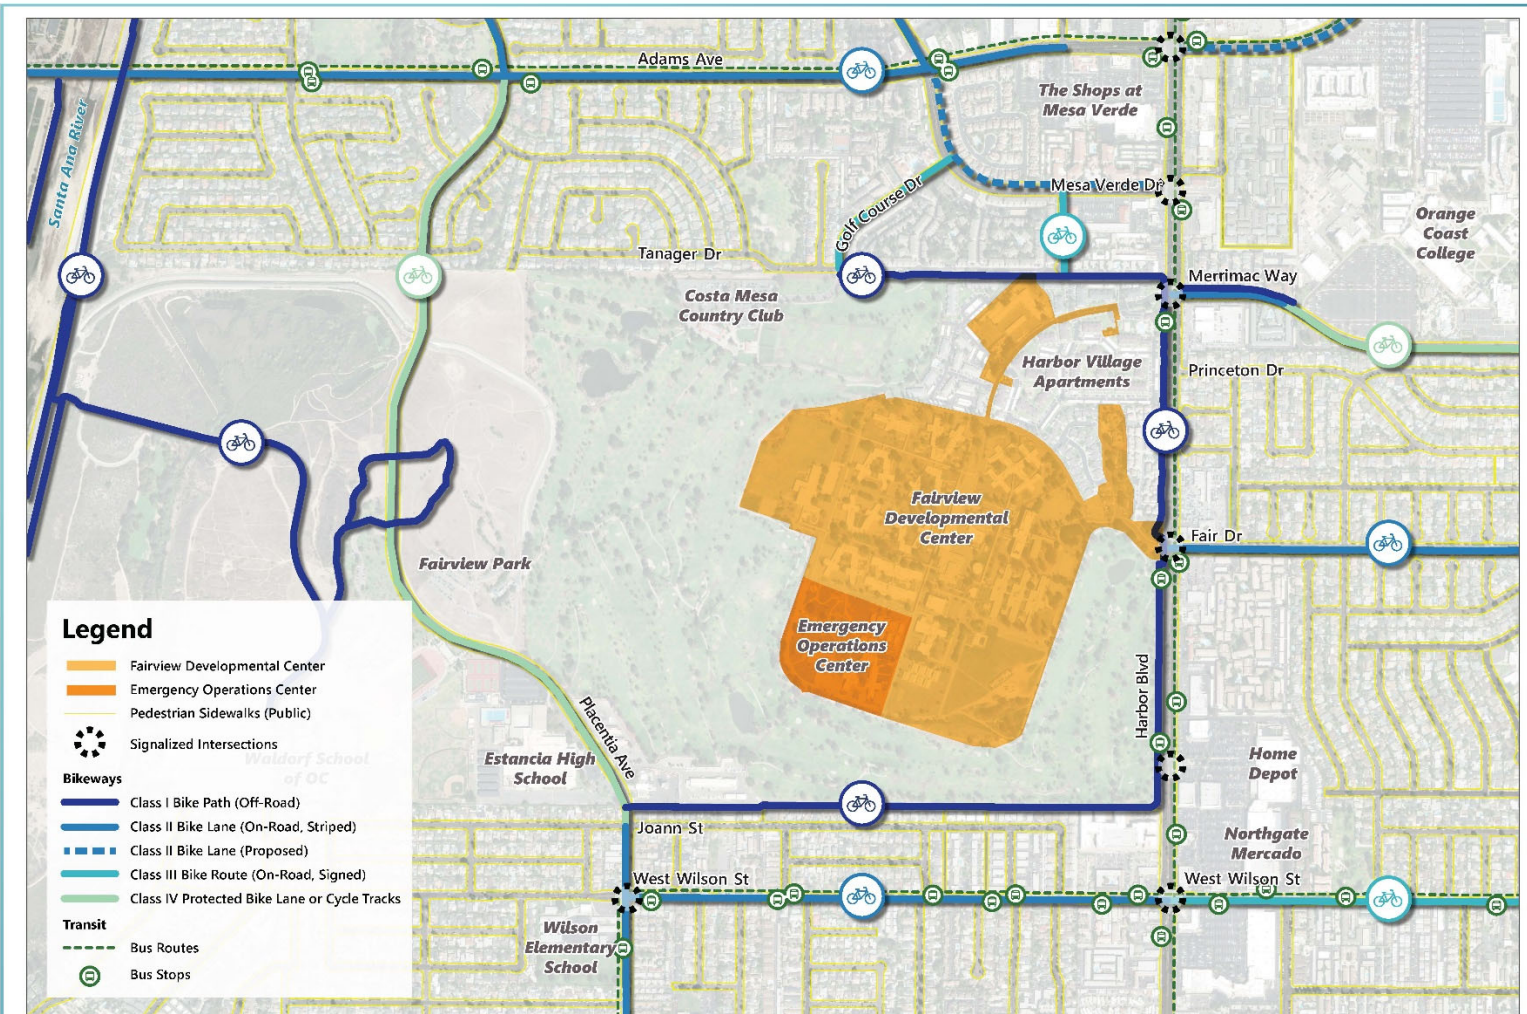 Adams Ave
The Shops at
Mesa Verde
Santa Ana River
Mesa Verde Dr
Golf Course Dr
Orange
Coast
College
Tanager Dr
Merrimac Way
Costa Mesa
Country Club
Harbor Village
Apartments
Princeton Dr
Fairview
Developmental
Center
Fair Dr
Fairview Park
Emergency
Operations
Center
Harbor Blvd
Placentia Ave
Estancia High
School
Home
Depot
Joann St
Northgate
Mercado
West Wilson St
West Wilson St
Wilson
Elementary
School
Legend
Fairview Developmental Center
Emergency Operations Center
Pedestrian Sidewalks (Public)
Signalized Intersections
Waldorf School
of OC
Bikeways
Class I Bike Path (Off-Road)
Class II Bike Lane (On-Road, Striped)
Class II Bike Lane (Proposed)
Class III Bike Route (On-Road, Signed)
Class IV Protected Bike Lane or Cycle Tracks
Transit
Bus Routes
Bus Stops